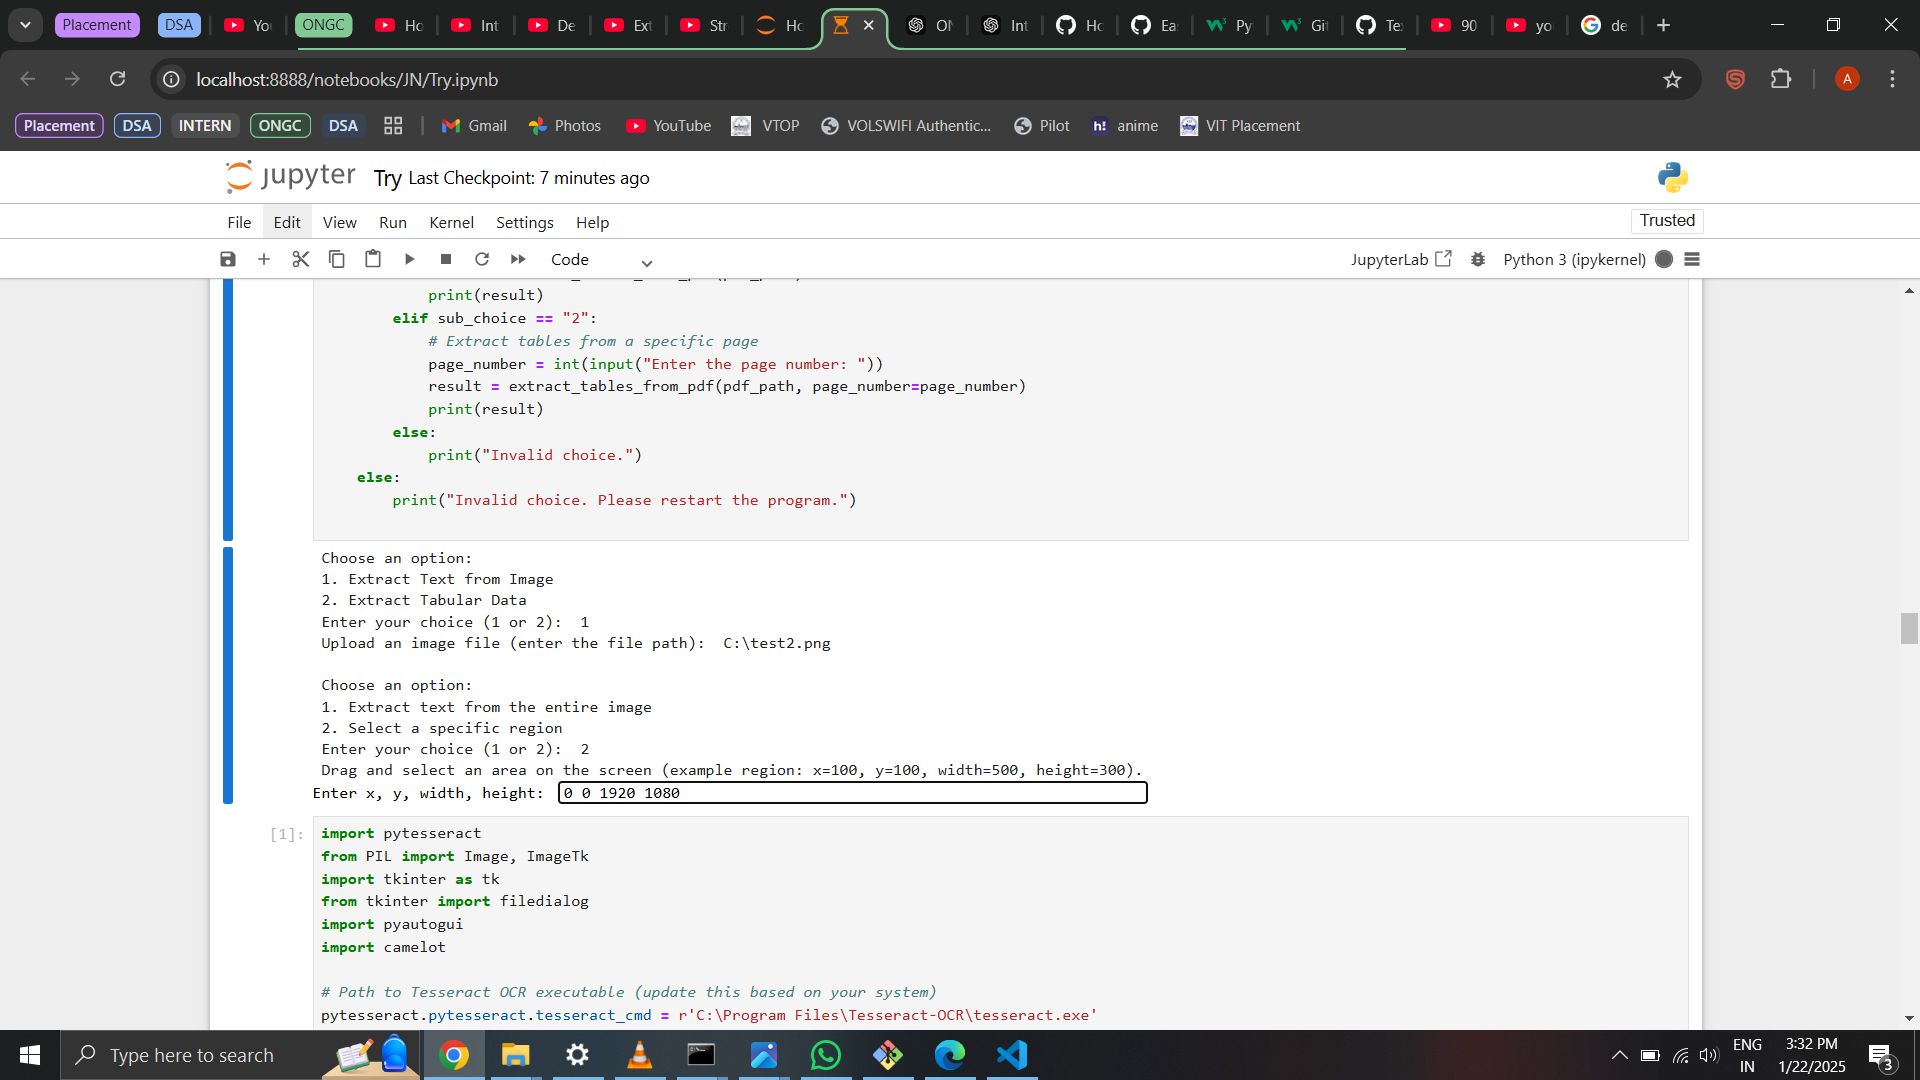 Placement
DSA
Yo
ONGC
Ho
Int
De
Ext
Str
Ho
ON
Int
Ho
Ea
Py
Git
Te
90
yo
de
localhost:8888/notebooks/JN/Try.ipynb
A
Placement
DSA
INTERN
ONGC
DSA
Gmail
Photos
YouTube
VTOP
VOLSWIFI Authentic...
Pilot
h!
anime
VIT Placement
jupyter
Try Last Checkpoint: 7 minutes ago
File Edit View Run Kernel Settings Help
Trusted
Code
JupyterLab
Python 3 (ipykernel)
print(result)
elif sub_choice == "2":
# Extract tables from a specific page
page_number = int(input("Enter the page number: "))
result = extract_tables_from_pdf(pdf_path, page_number=page_number)
print(result)
else:
print("Invalid choice.")
else:
print("Invalid choice. Please restart the program.")
Choose an option:
1. Extract Text from Image
2. Extract Tabular Data
Enter your choice (1 or 2): 1
Upload an image file (enter the file path): C:\test2.png
Choose an option:
1. Extract text from the entire image
2. Select a specific region
Enter your choice (1 or 2): 2
Drag and select an area on the screen (example region: x=100, y=100, width=500, height=300).
Enter x, y, width, height: 0 0 1920 1080
[1]:
import pytesseract
from PIL import Image, ImageTk
import tkinter as tk
from tkinter import filedialog
import pyautogui
import camelot
# Path to Tesseract OCR executable (update this based on your system)
pytesseract.pytesseract.tesseract_cmd = r'C:\Program Files\Tesseract-OCR\tesseract.exe'
Type here to search
ENG
IN
3:32 PM
1/22/2025
3